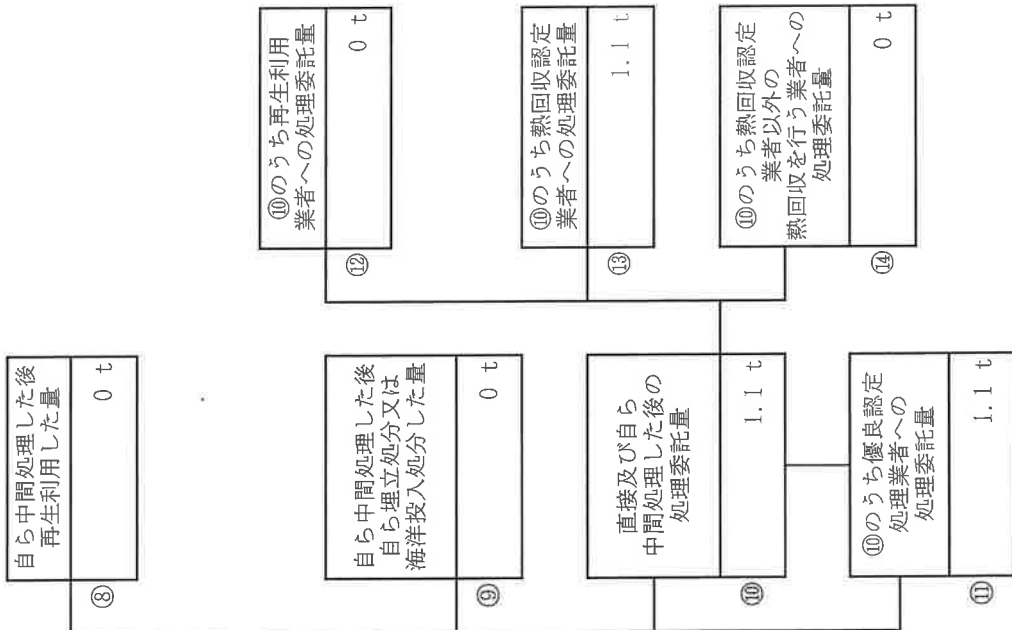 自ら中間処理した後
再生利用した量
0 t
⑧
自ら中間処理した後
自ら埋立処分又は
海洋投入処分した量
0 t
⑨
直接及び自ら
中間処理した後の
処理委託量
1.1 t
⑩
⑩のうち優良認定
処理業者への
処理委託量
1.1 t
⑪
⑩のうち再生利用
業者への処理委託量
0 t
⑫
⑩のうち熱回収認定
業者への処理委託量
1.1 t
⑬
⑩のうち熱回収認定
業者以外の
熱回収を行う業者への
処理委託量
0 t
⑭